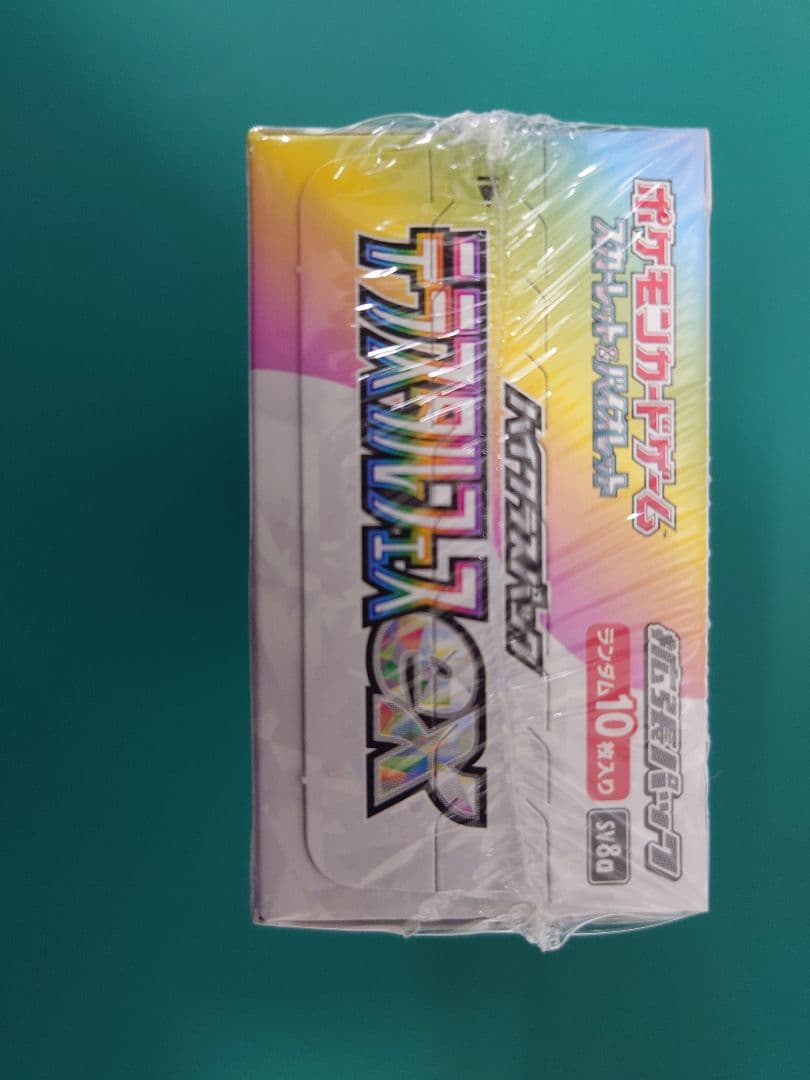 ポケモンカードゲーム
スカーレット&バイオレット
拡張パック
ランダム10枚入り
sv8a
ハイクラスパック
テラスタルフェスex